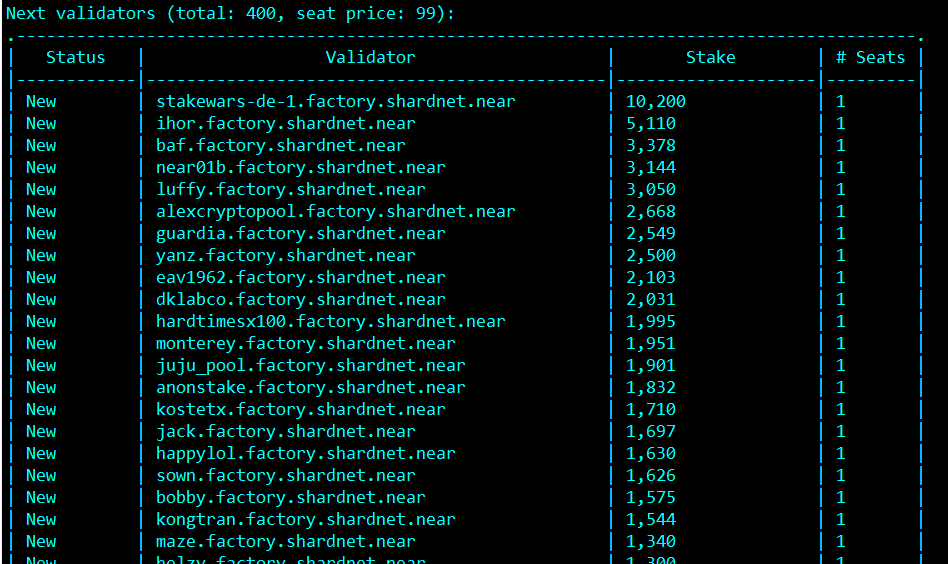 Next validators (total: 400, seat price: 99):
.------------------------------------------------------------------------------------------.
| Status | Validator | Stake | # Seats |
|------------|----------------------------------------------|--------------------|---------|
| New | stakewars-de-1.factory.shardnet.near | 10,200 | 1 |
| New | ihor.factory.shardnet.near | 5,110 | 1 |
| New | baf.factory.shardnet.near | 3,378 | 1 |
| New | near01b.factory.shardnet.near | 3,144 | 1 |
| New | luffy.factory.shardnet.near | 3,050 | 1 |
| New | alexcryptopool.factory.shardnet.near | 2,668 | 1 |
| New | guardia.factory.shardnet.near | 2,549 | 1 |
| New | yanz.factory.shardnet.near | 2,500 | 1 |
| New | eav1962.factory.shardnet.near | 2,103 | 1 |
| New | dklabco.factory.shardnet.near | 2,031 | 1 |
| New | hardtimesx100.factory.shardnet.near | 1,995 | 1 |
| New | monterey.factory.shardnet.near | 1,951 | 1 |
| New | juju_pool.factory.shardnet.near | 1,901 | 1 |
| New | anonstake.factory.shardnet.near | 1,832 | 1 |
| New | kostetx.factory.shardnet.near | 1,710 | 1 |
| New | jack.factory.shardnet.near | 1,697 | 1 |
| New | happylol.factory.shardnet.near | 1,630 | 1 |
| New | sown.factory.shardnet.near | 1,626 | 1 |
| New | bobby.factory.shardnet.near | 1,575 | 1 |
| New | kongtran.factory.shardnet.near | 1,544 | 1 |
| New | maze.factory.shardnet.near | 1,340 | 1 |
| New | 1,300 | 1 |